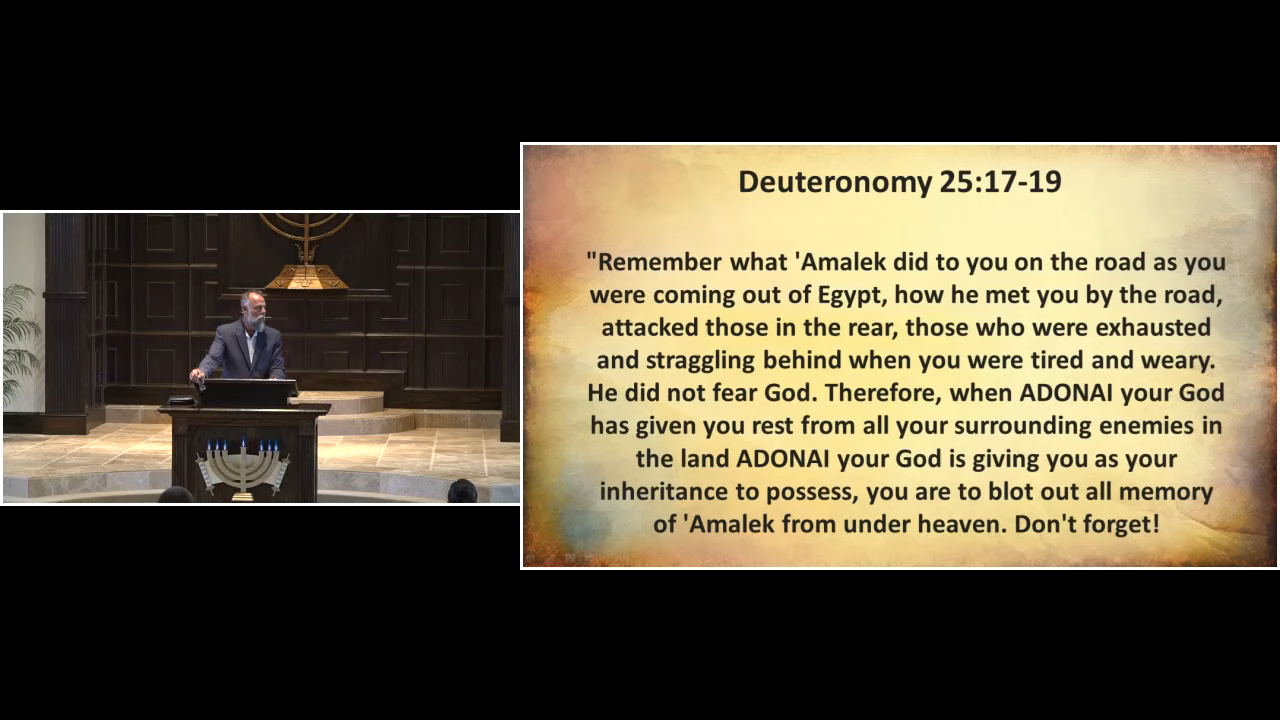 Deuteronomy 25:17-19
"Remember what 'Amalek did to you on the road as you
were coming out of Egypt, how he met you by the road,
attacked those in the rear, those who were exhausted
and straggling behind when you were tired and weary.
He did not fear God. Therefore, when ADONAI your God
has given you rest from all your surrounding enemies in
the land ADONAI your God is giving you as your
inheritance to possess, you are to blot out all memory
of 'Amalek from under heaven. Don't forget!